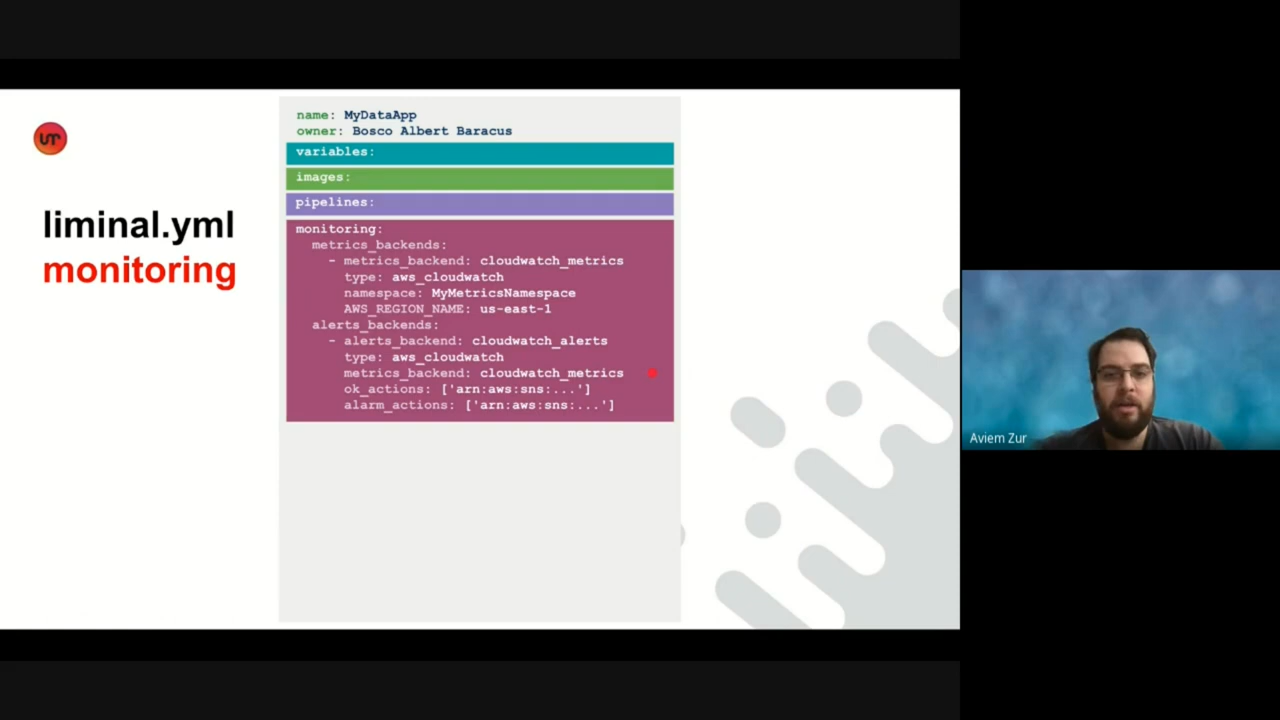 liminal.yml
monitoring
name: MyDataApp
owner: Bosco Albert Baracus
variables:
images:
pipelines:
monitoring:
metrics_backends:
- metrics_backend: cloudwatch_metrics
type: aws_cloudwatch
namespace: MyMetricsNamespace
AWS_REGION_NAME: us-east-1
alerts_backends:
- alerts_backend: cloudwatch_alerts
type: aws_cloudwatch
metrics_backend: cloudwatch_metrics
ok_actions: ['arn:aws:sns:...']
alarm_actions: ['arn:aws:sns:...']
Aviem Zur